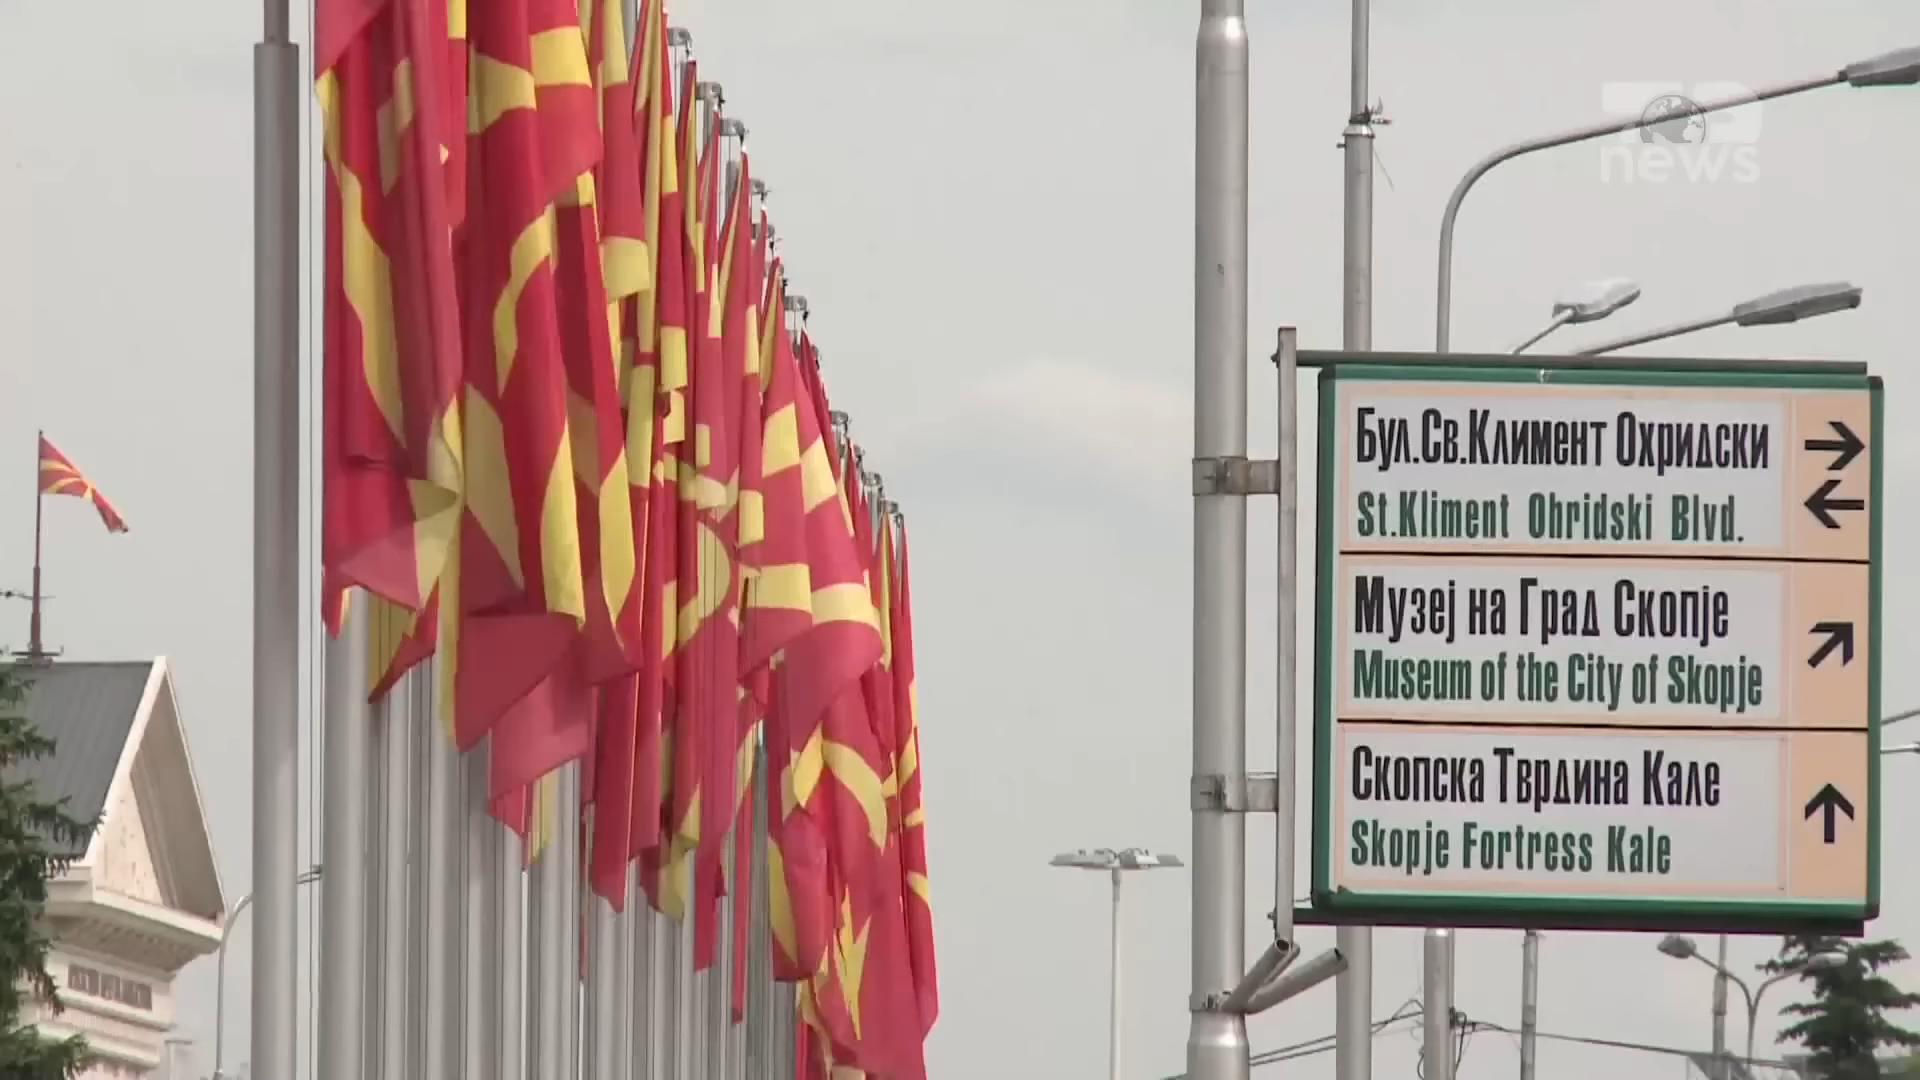 news
Бул.Св.Климент Охридски
St.Kliment Ohridski Blvd.
Музеј на Град Скопје
Museum of the City of Skopje
Скопска Тврдина Кале
Skopje Fortress Kale